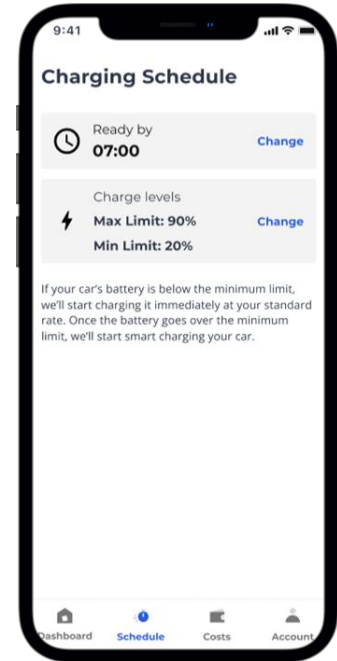 9:41
Charging Schedule
Ready by
07:00
Change
Charge levels
Max Limit: 90%
Change
Min Limit: 20%
If your car's battery is below the minimum limit,
we'll start charging it immediately at your standard
rate. Once the battery goes over the minimum
limit, we'll start smart charging your car.
Dashboard Schedule Costs Account